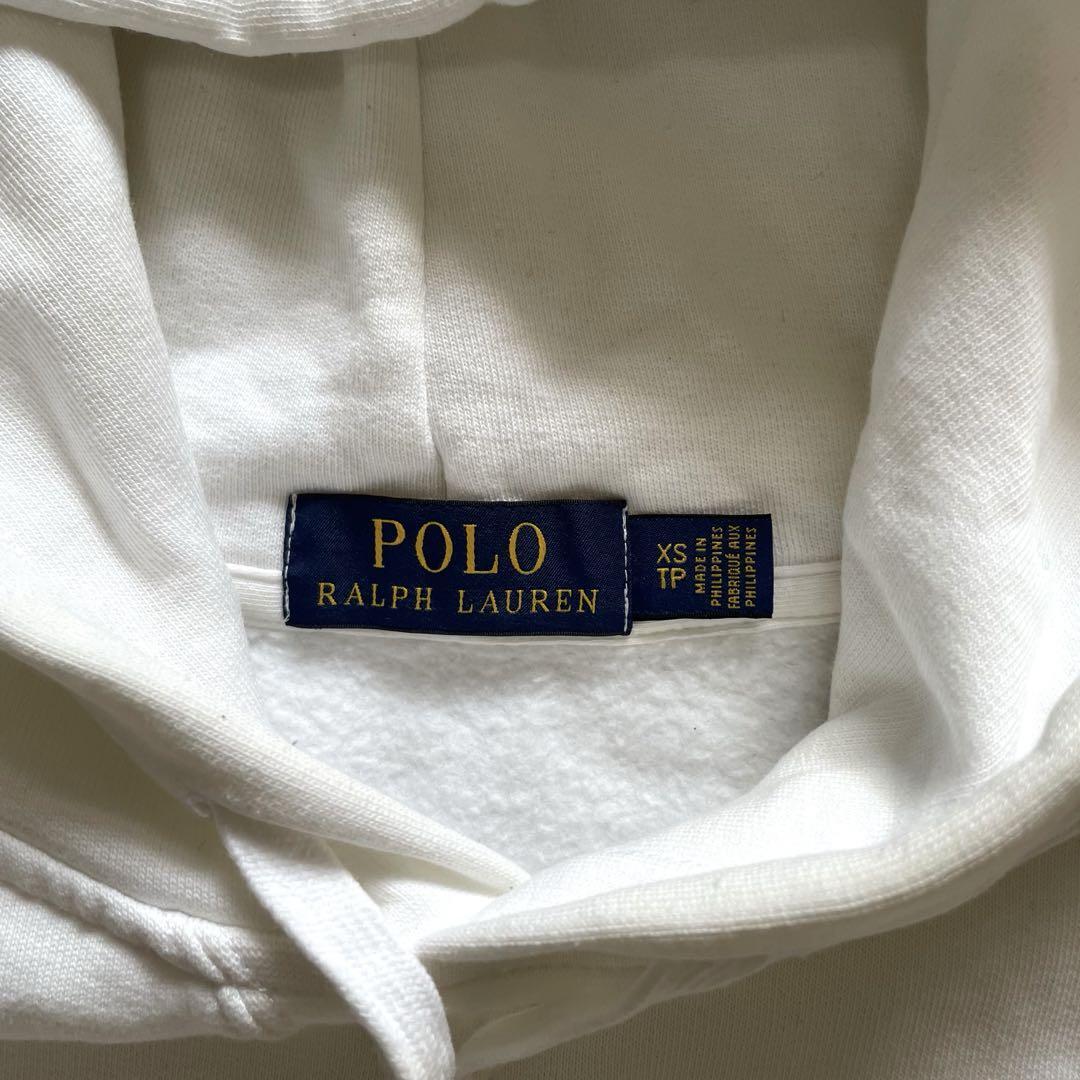 POLO
RALPH LAUREN
XS
TP
MADE IN
PHILIPPINES
FABRIQUÉ AUX
PHILIPPINES